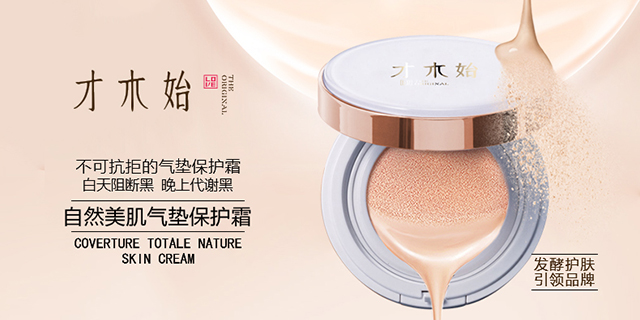 才木始
LOVE
THE
ORIGINAL
不可抗拒的气垫保护霜
白天阻断黑 晚上代谢黑
自然美肌气垫保护霜
COVERTURE TOTALE NATURE
SKIN CREAM
才木始
ORIGINAL
发酵护肤
引领品牌